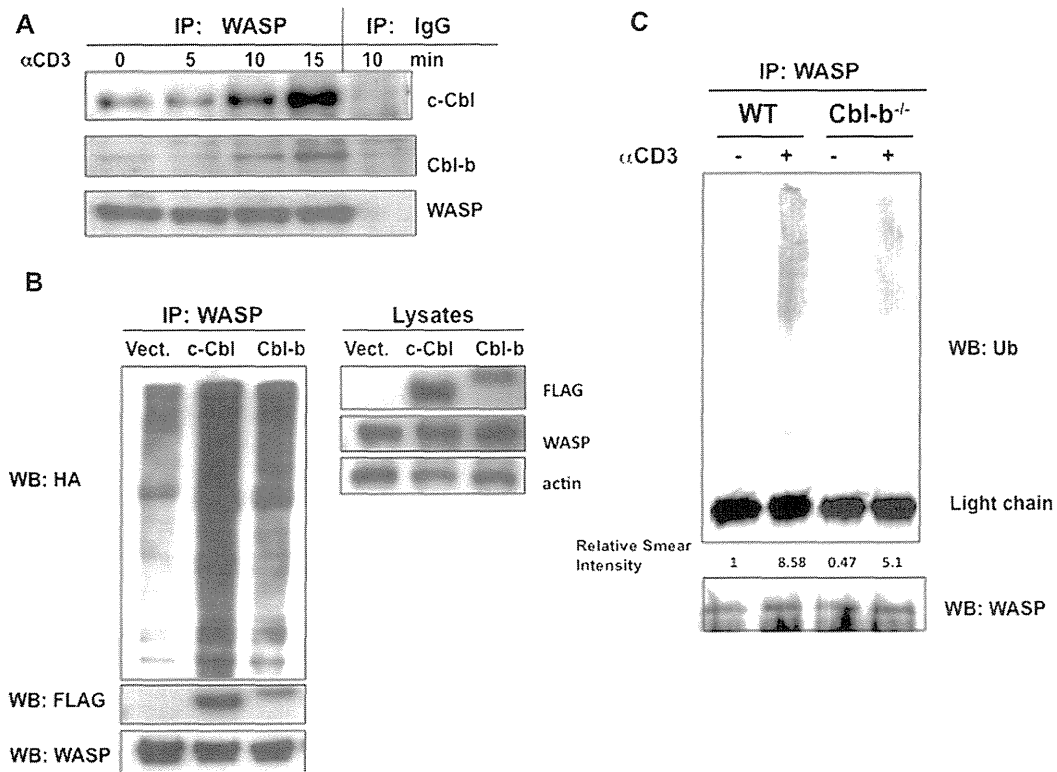 A
IP: WASP IP: IgG
αCD3 0 5 10 15 10 min
c-Cbl
Cbl-b
WASP
B
IP: WASP
Vect. c-Cbl Cbl-b
WB: HA
WB: FLAG
WB: WASP
Lysates
Vect. c-Cbl Cbl-b
FLAG
WASP
actin
C
IP: WASP
WT Cbl-b-/-
αCD3 - + - +
WB: Ub
Light chain
Relative Smear
Intensity 1 8.58 0.47 5.1
WB: WASP